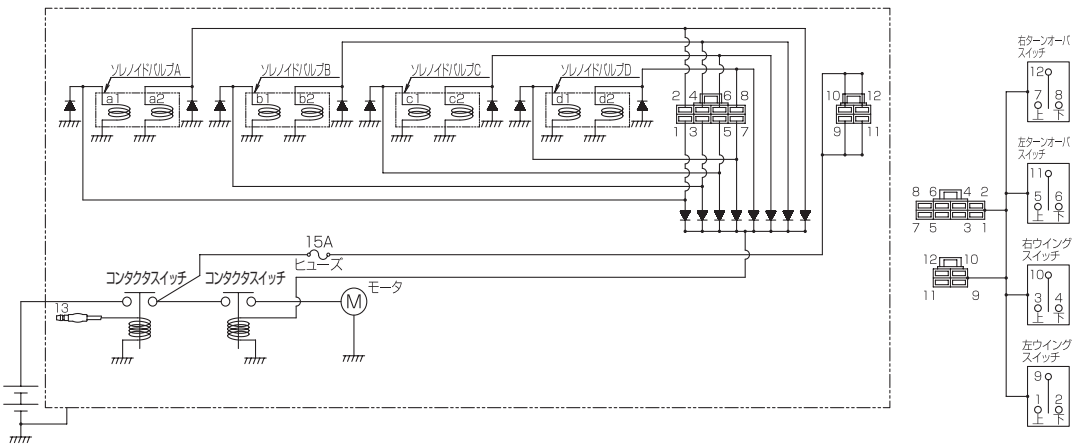 ソレノイドバルブA
a1 a2
ソレノイドバルブB
b1 b2
ソレノイドバルブC
c1 c2
ソレノイドバルブD
d1 d2
2 4 6 8
1 3 5 7
10 12
9 11
15A
ヒューズ
コンタクタスイッチ
コンタクタスイッチ
モータ
M
13
8 6 4 2
7 5 3 1
12 10
11 9
右ターンオーバ
スイッチ
12
7 8
上 下
左ターンオーバ
スイッチ
11
5 6
上 下
右ウイング
スイッチ
10
3 4
上 下
左ウイング
スイッチ
9
1 2
上 下